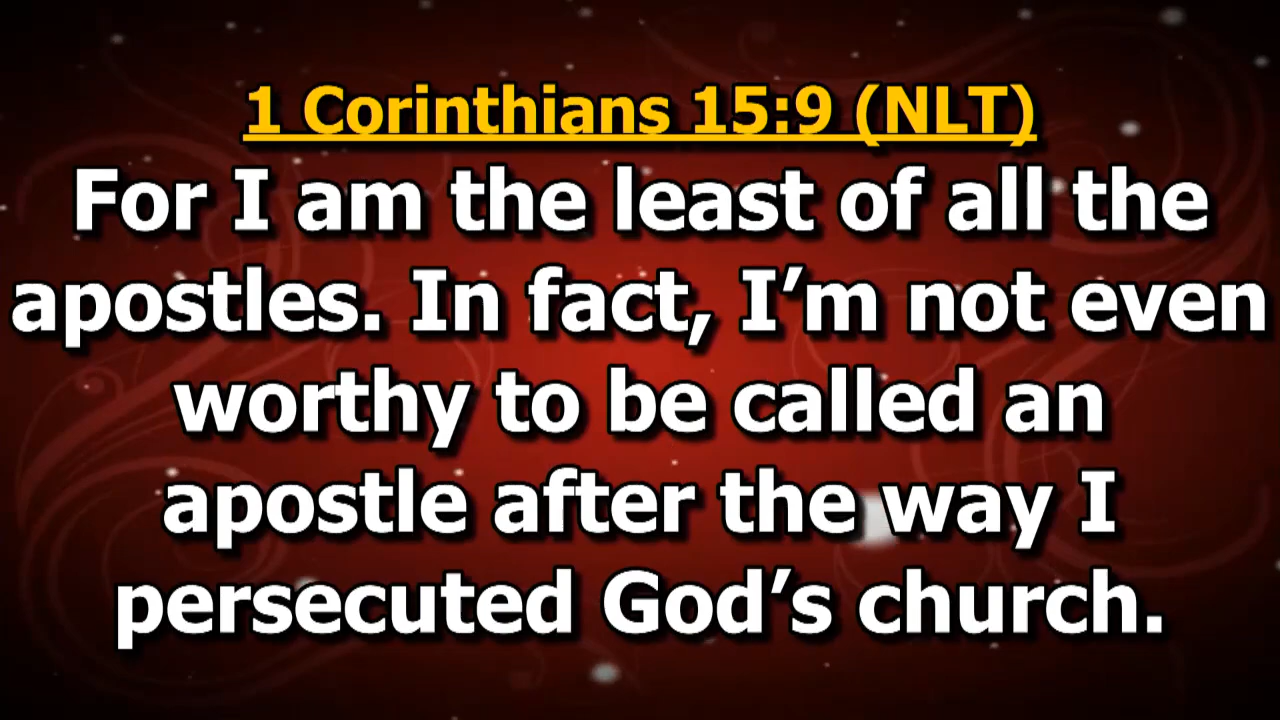 1 Corinthians 15:9 (NLT)
For I am the least of all the
apostles. In fact, I’m not even
worthy to be called an
apostle after the way I
persecuted God’s church.